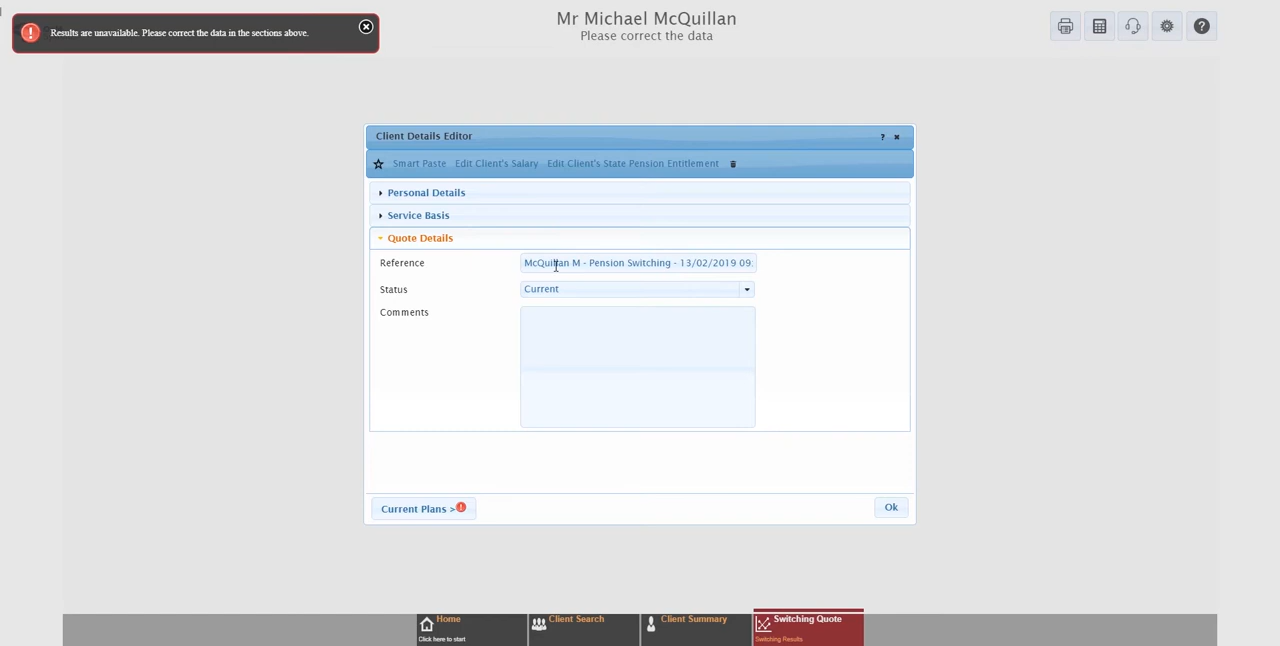 Mr Michael McQuillan
Please correct the data
Results are unavailable. Please correct the data in the sections above.
Client Details Editor
Smart Paste Edit Client's Salary Edit Client's State Pension Entitlement
Personal Details
Service Basis
Quote Details
Reference McQuillan M - Pension Switching - 13/02/2019 09:
Status Current
Comments
Current Plans >
Ok
Home
Click here to start
Client Search
Client Summary
Switching Quote
Switching Results